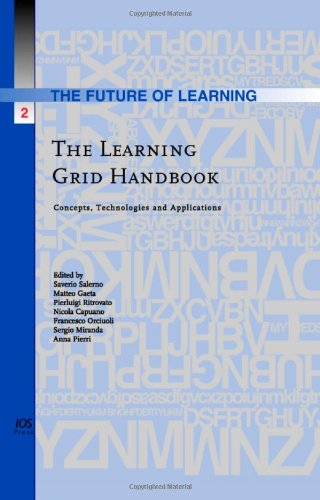 THE FUTURE OF LEARNING
2
THE LEARNING
GRID HANDBOOK
Concepts, Technologies and Applications
Edited by
Saverio Salerno
Matteo Gaeta
Pierluigi Ritrovato
Nicola Capuano
Francesco Orciuoli
Sergio Miranda
Anna Pierri
IOS
Press